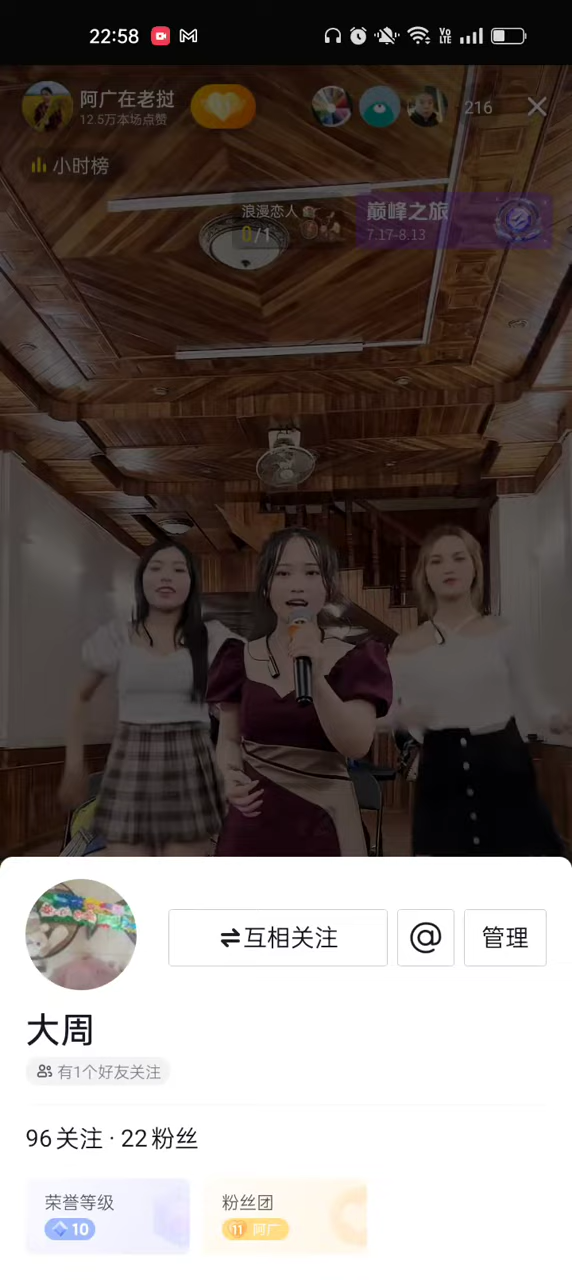 22:58
Vo
LTE
阿广在老挝
12.5万本场点赞
216
小时榜
浪漫恋人
0/1
巅峰之旅
7.17-8.13
互相关注
@
管理
大周
有1个好友关注
96关注 · 22粉丝
荣誉等级
10
粉丝团
11 阿广